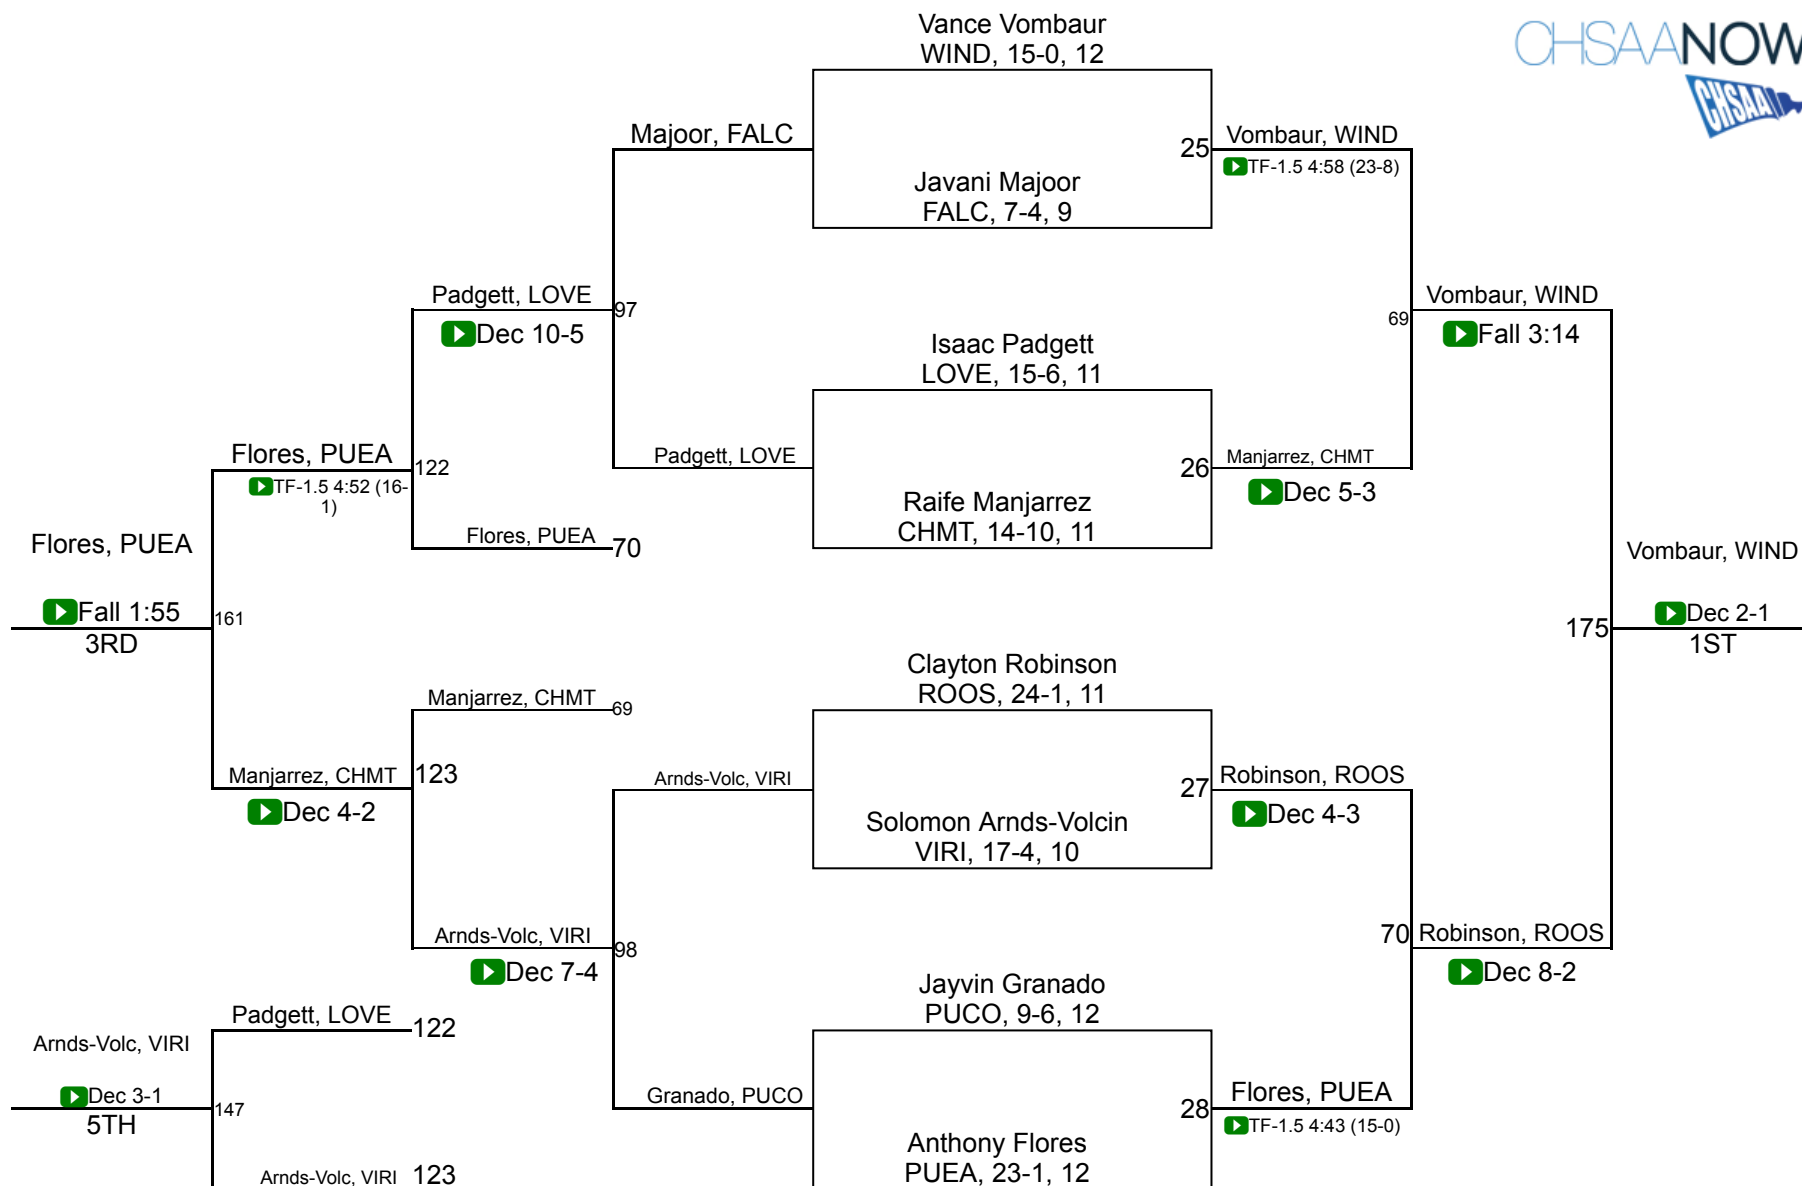 Vance Vombaur
WIND, 15-0, 12
CHSAANOW
CHSAA
Majoor, FALC
25
Vombaur, WIND
TF-1.5 4:58 (23-8)
Javani Majoor
FALC, 7-4, 9
Padgett, LOVE
97
Dec 10-5
Vombaur, WIND
69
Fall 3:14
Isaac Padgett
LOVE, 15-6, 11
Flores, PUEA
122
TF-1.5 4:52 (16-
1)
Padgett, LOVE
26
Manjarrez, CHMT
Dec 5-3
Raife Manjarrez
CHMT, 14-10, 11
Flores, PUEA
70
Flores, PUEA
Fall 1:55
161
3RD
Vombaur, WIND
175
Dec 2-1
1ST
Clayton Robinson
ROOS, 24-1, 11
Manjarrez, CHMT
69
Manjarrez, CHMT
123
Dec 4-2
Arnds-Volc, VIRI
27
Robinson, ROOS
Dec 4-3
Solomon Arnds-Volcin
VIRI, 17-4, 10
Arnds-Volc, VIRI
98
Dec 7-4
70
Robinson, ROOS
Dec 8-2
Jayvin Granado
PUCO, 9-6, 12
Padgett, LOVE
122
Arnds-Volc, VIRI
Dec 3-1
147
5TH
Granado, PUCO
28
Flores, PUEA
TF-1.5 4:43 (15-0)
Anthony Flores
PUEA, 23-1, 12
Arnds-Volc, VIRI
123